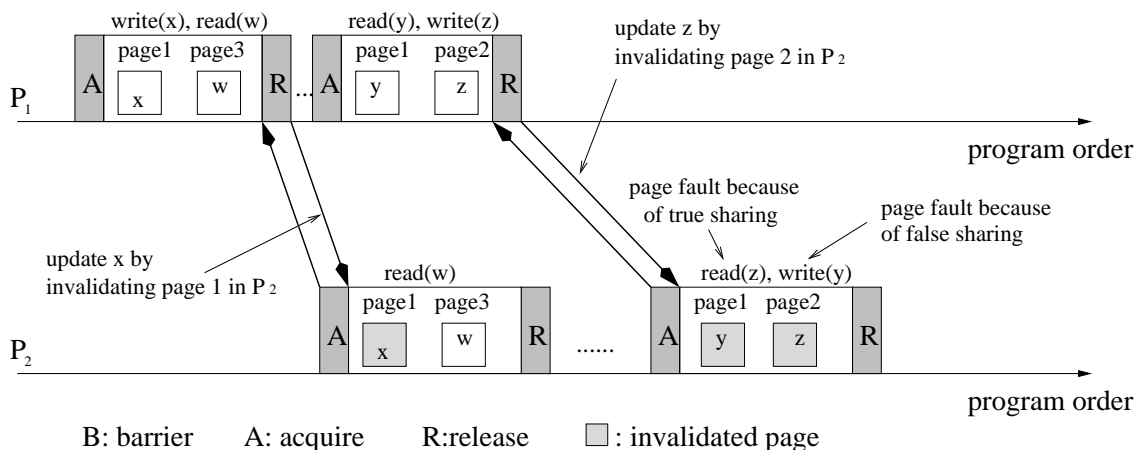 write(x), read(w)
read(y), write(z)
update z by
invalidating page 2 in P 2
page1 page3
page1 page2
A x w R ... A y z R
P1
program order
page fault because
of true sharing
page fault because
of false sharing
update x by
invalidating page 1 in P 2
read(w)
read(z), write(y)
page1 page3
page1 page2
A x w R ...... A y z R
P2
program order
B: barrier A: acquire R:release : invalidated page